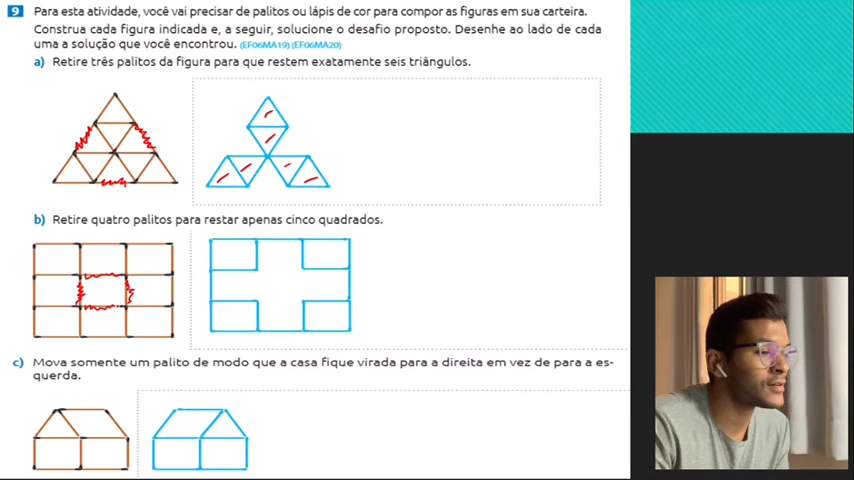 9 Para esta atividade, você vai precisar de palitos ou lápis de cor para compor as figuras em sua carteira.
Construa cada figura indicada e, a seguir, solucione o desafio proposto. Desenhe ao lado de cada
uma a solução que você encontrou. (EF06MA19) (EF06MA20)
a) Retire três palitos da figura para que restem exatamente seis triângulos.
b) Retire quatro palitos para restar apenas cinco quadrados.
c) Mova somente um palito de modo que a casa fique virada para a direita em vez de para a es-
querda.